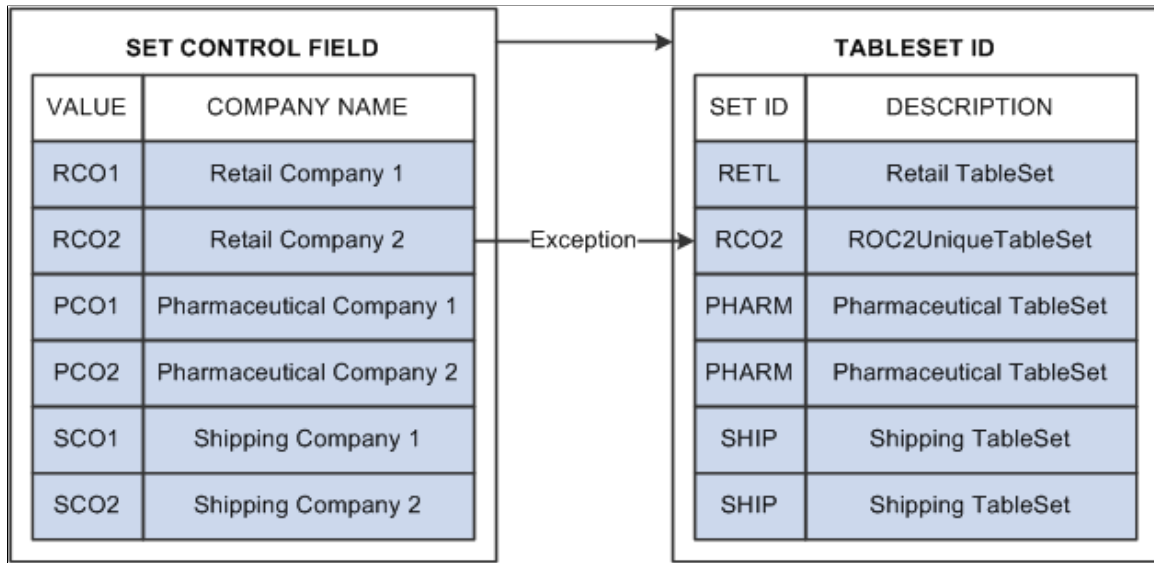 SET CONTROL FIELD
VALUE COMPANY NAME
RCO1 Retail Company 1
RCO2 Retail Company 2
PCO1 Pharmaceutical Company 1
PCO2 Pharmaceutical Company 2
SCO1 Shipping Company 1
SCO2 Shipping Company 2
Exception
TABLESET ID
SET ID DESCRIPTION
RETL Retail TableSet
RCO2 ROC2UniqueTableSet
PHARM Pharmaceutical TableSet
PHARM Pharmaceutical TableSet
SHIP Shipping TableSet
SHIP Shipping TableSet